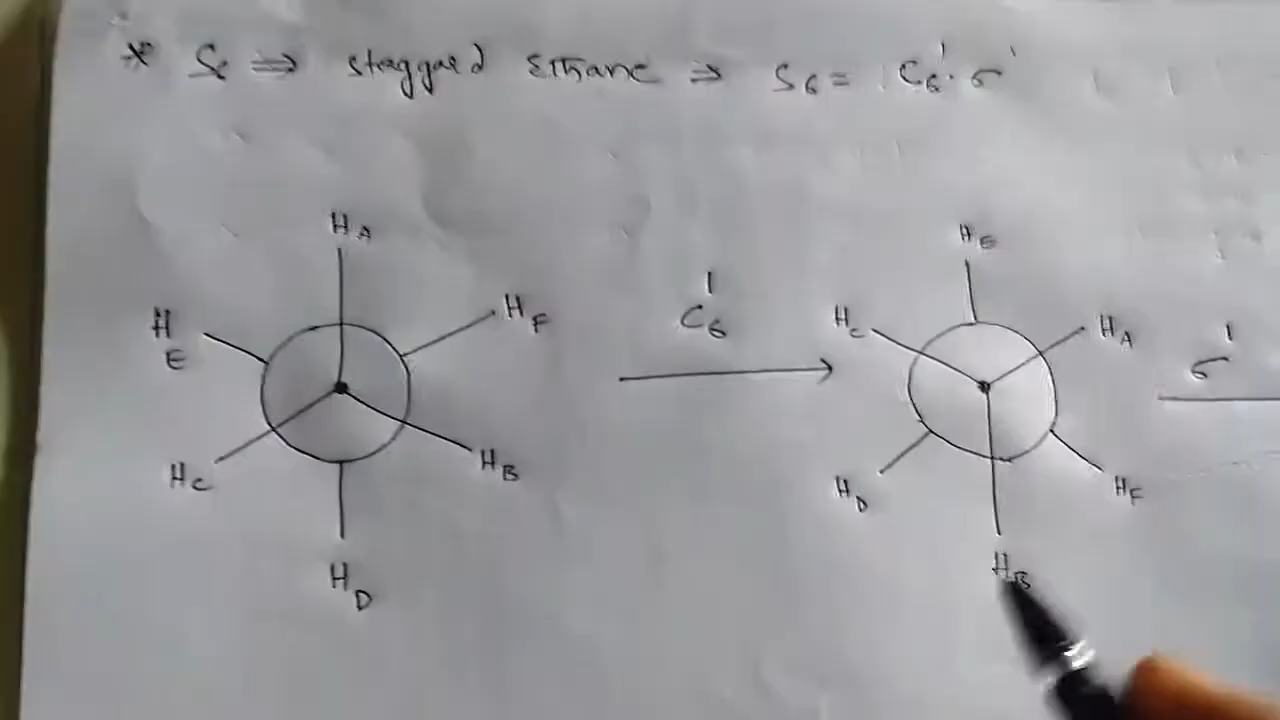 * S₆ ⇒ staggered Ethane ⇒ S₆ = C₆¹·σ¹
H_A H_E
H_E H_F C₆¹ H_C H_A σ¹
H_C H_B H_D H_F
H_D H_B